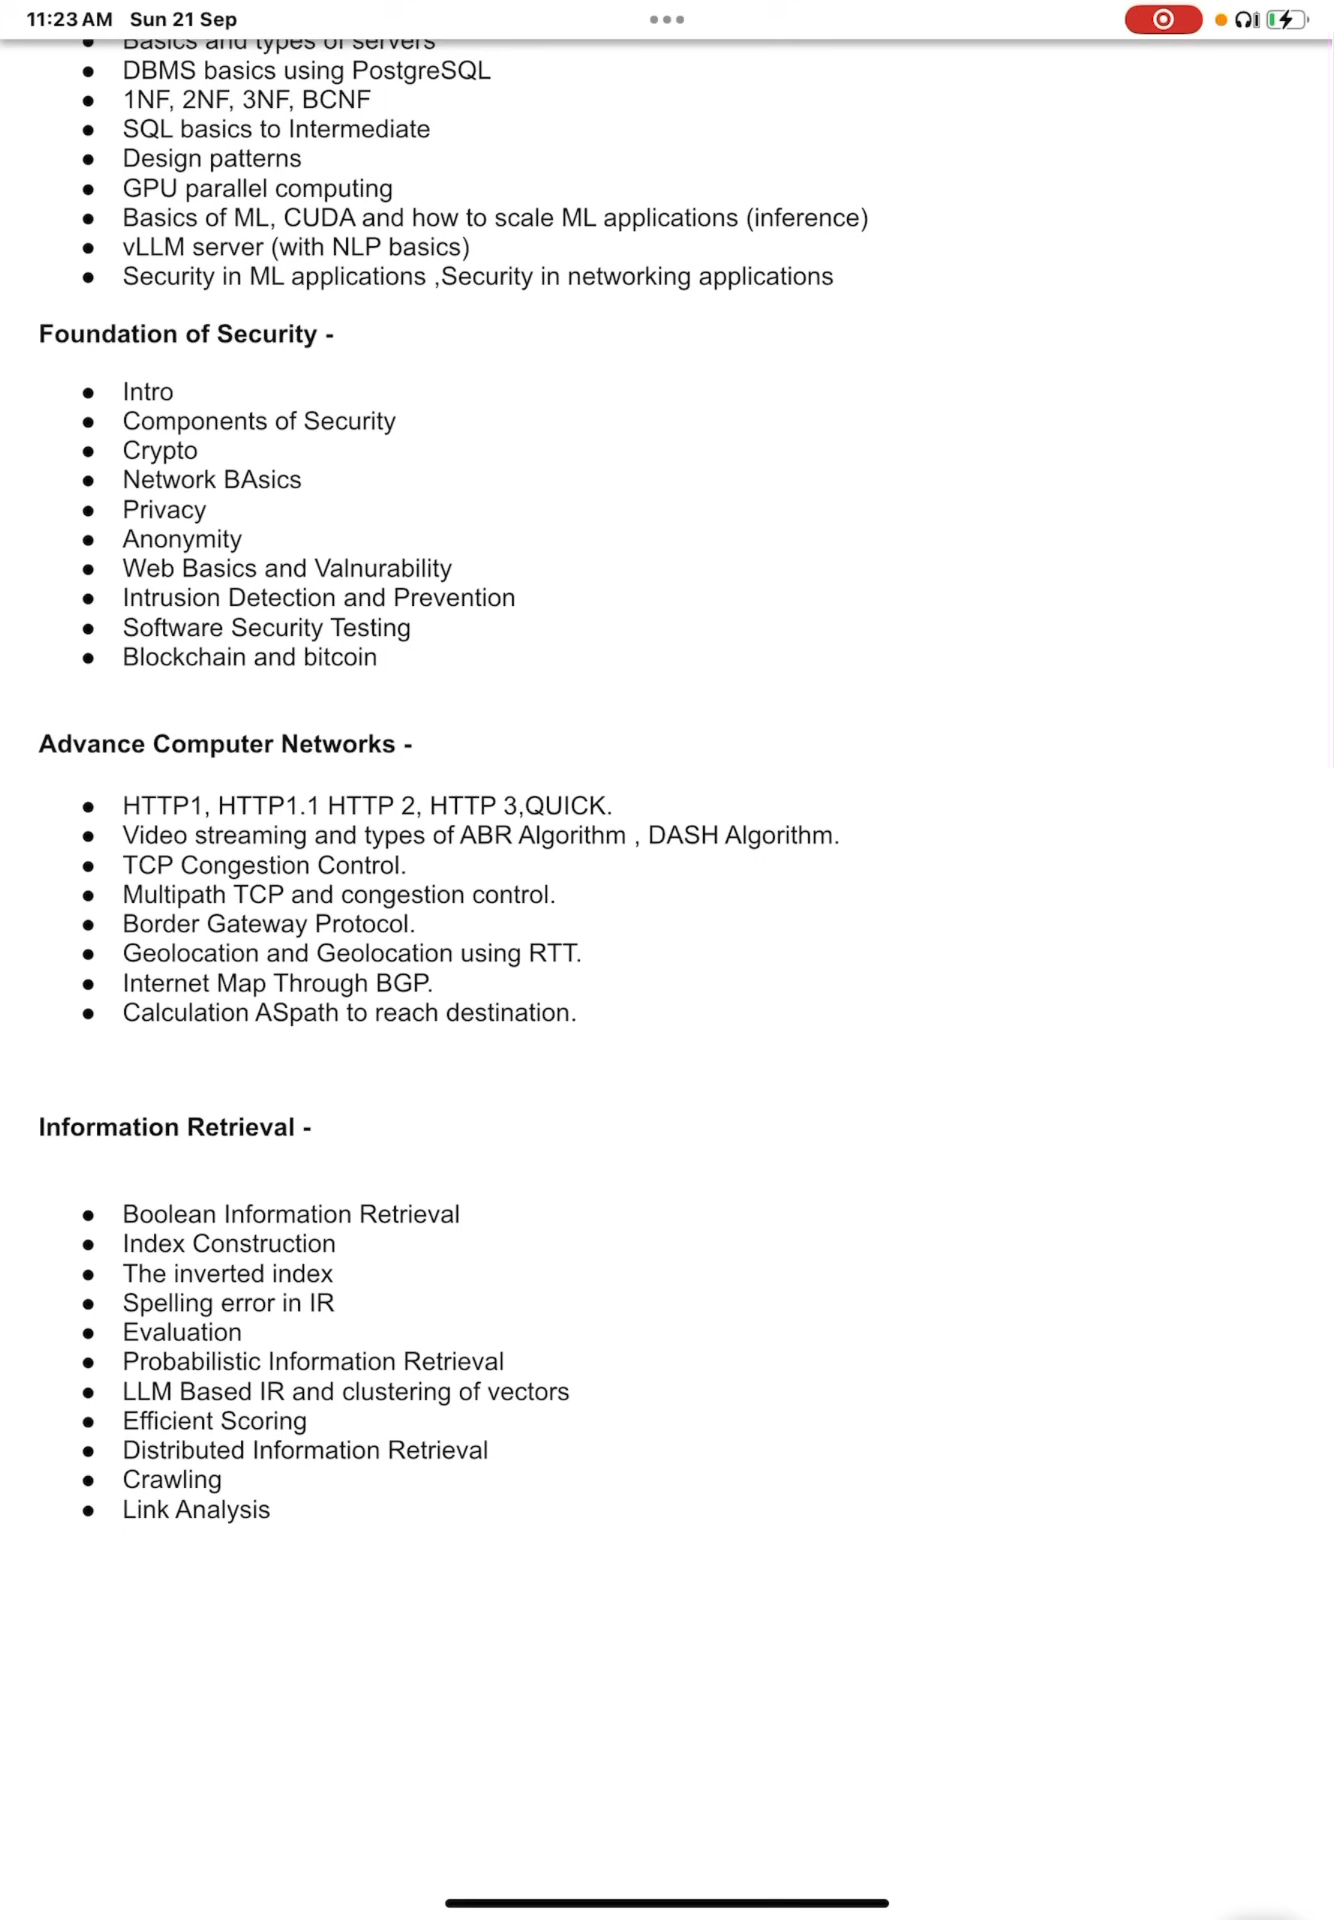 11:23 AM Sun 21 Sep
Basics and types of servers
DBMS basics using PostgreSQL
1NF, 2NF, 3NF, BCNF
SQL basics to Intermediate
Design patterns
GPU parallel computing
Basics of ML, CUDA and how to scale ML applications (inference)
vLLM server (with NLP basics)
Security in ML applications ,Security in networking applications
Foundation of Security -
Intro
Components of Security
Crypto
Network BAsics
Privacy
Anonymity
Web Basics and Valnurability
Intrusion Detection and Prevention
Software Security Testing
Blockchain and bitcoin
Advance Computer Networks -
HTTP1, HTTP1.1 HTTP 2, HTTP 3,QUICK.
Video streaming and types of ABR Algorithm , DASH Algorithm.
TCP Congestion Control.
Multipath TCP and congestion control.
Border Gateway Protocol.
Geolocation and Geolocation using RTT.
Internet Map Through BGP.
Calculation ASpath to reach destination.
Information Retrieval -
Boolean Information Retrieval
Index Construction
The inverted index
Spelling error in IR
Evaluation
Probabilistic Information Retrieval
LLM Based IR and clustering of vectors
Efficient Scoring
Distributed Information Retrieval
Crawling
Link Analysis